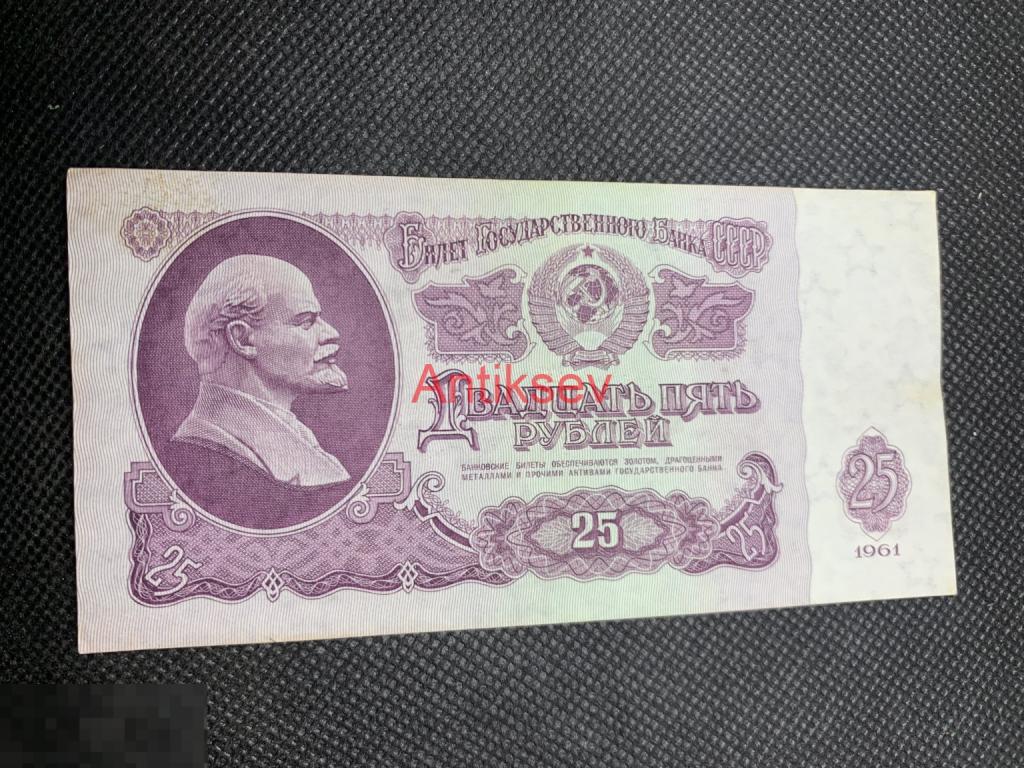 Билет Государственного Банка СССР
Antiksev
Двадцать пять
рублей
БАНКОВСКИЕ БИЛЕТЫ ОБЕСПЕЧИВАЮТСЯ ЗОЛОТОМ, ДРАГОЦЕННЫМИ
МЕТАЛЛАМИ И ПРОЧИМИ АКТИВАМИ ГОСУДАРСТВЕННОГО БАНКА
25
25
25
25
1961